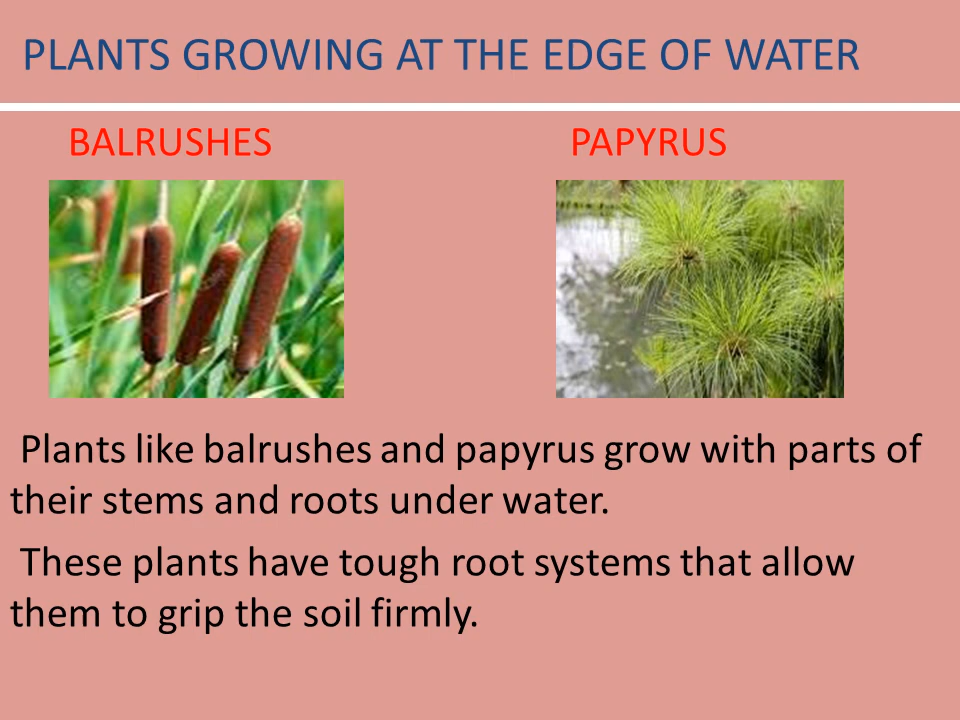 PLANTS GROWING AT THE EDGE OF WATER
BALRUSHES
PAPYRUS
Plants like balrushes and papyrus grow with parts of
their stems and roots under water.
These plants have tough root systems that allow
them to grip the soil firmly.